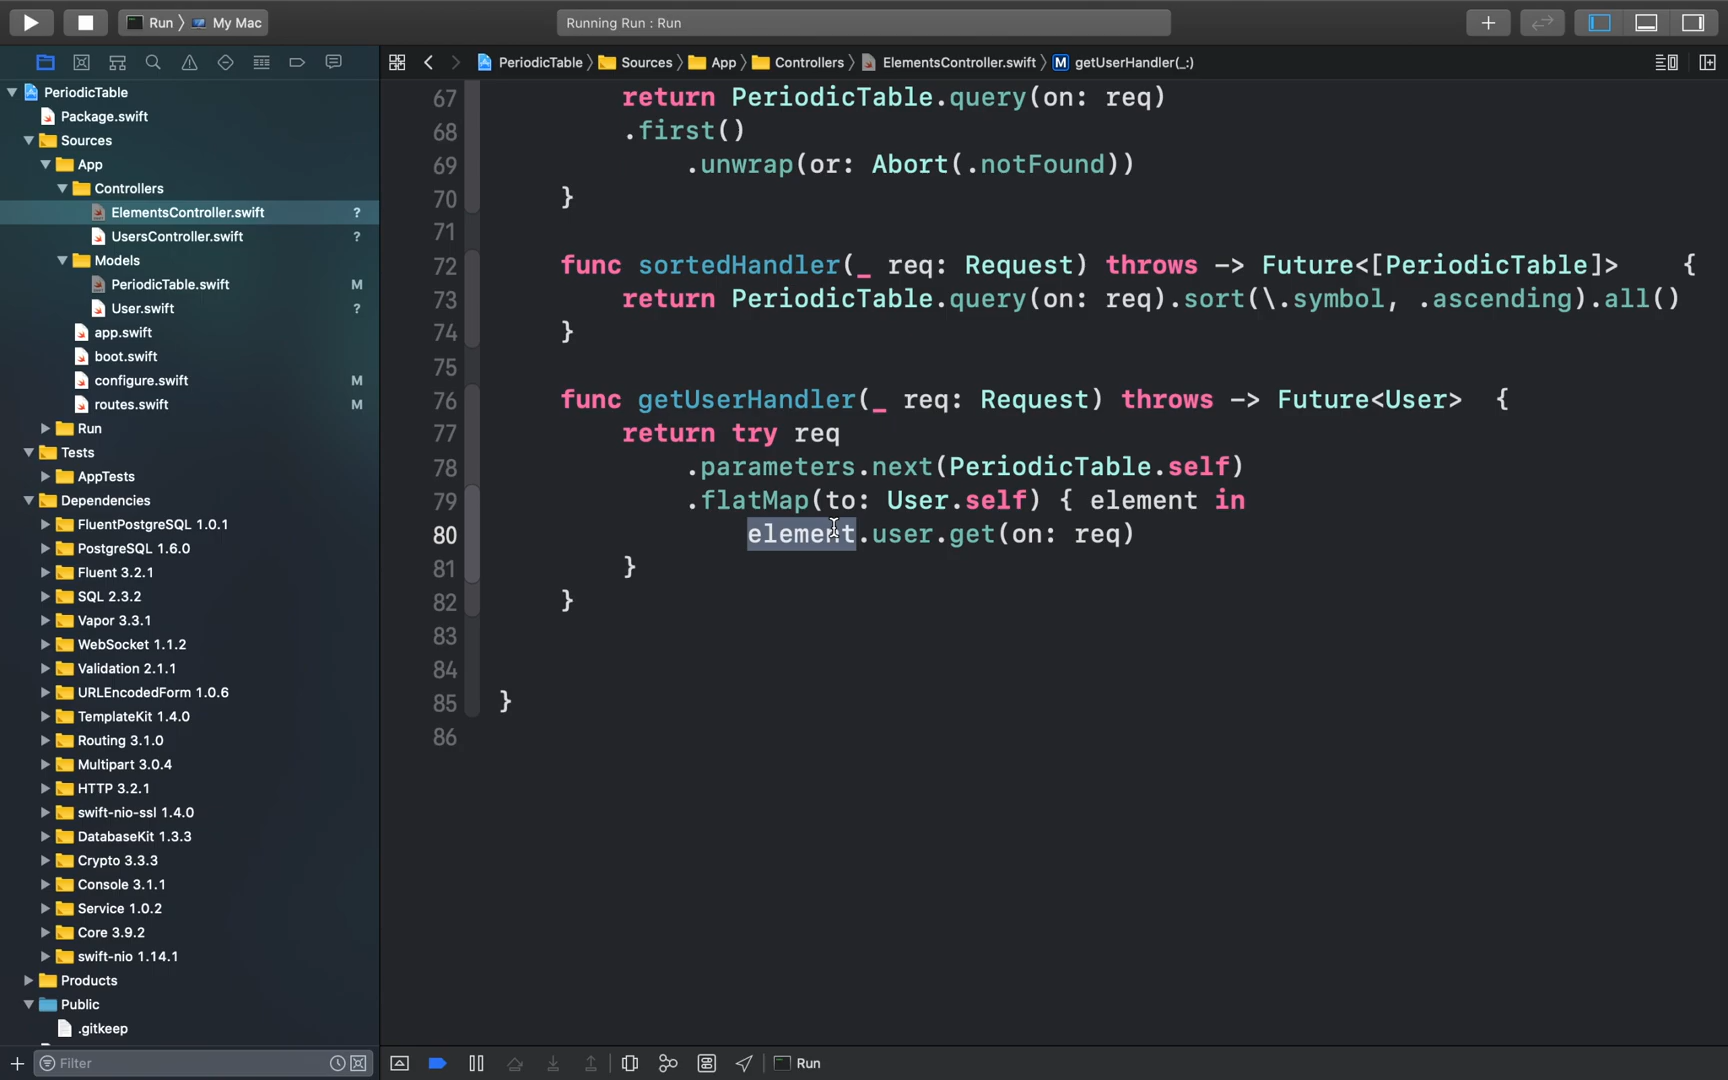 Run 〉 My Mac
Running Run : Run
PeriodicTable 〉 Sources 〉 App 〉 Controllers 〉 ElementsController.swift 〉 M getUserHandler(_:)
PeriodicTable
Package.swift
Sources
App
Controllers
ElementsController.swift ?
UsersController.swift ?
Models
PeriodicTable.swift M
User.swift ?
app.swift
boot.swift
configure.swift M
routes.swift M
Run
Tests
AppTests
Dependencies
FluentPostgreSQL 1.0.1
PostgreSQL 1.6.0
Fluent 3.2.1
SQL 2.3.2
Vapor 3.3.1
WebSocket 1.1.2
Validation 2.1.1
URLEncodedForm 1.0.6
TemplateKit 1.4.0
Routing 3.1.0
Multipart 3.0.4
HTTP 3.2.1
swift-nio-ssl 1.4.0
DatabaseKit 1.3.3
Crypto 3.3.3
Console 3.1.1
Service 1.0.2
Core 3.9.2
swift-nio 1.14.1
Products
Public
.gitkeep
Filter
67 return PeriodicTable.query(on: req)
68 .first()
69 .unwrap(or: Abort(.notFound))
70 }
71
72 func sortedHandler(_ req: Request) throws -> Future<[PeriodicTable]> {
73 return PeriodicTable.query(on: req).sort(\.symbol, .ascending).all()
74 }
75
76 func getUserHandler(_ req: Request) throws -> Future<User> {
77 return try req
78 .parameters.next(PeriodicTable.self)
79 .flatMap(to: User.self) { element in
80 element.user.get(on: req)
81 }
82 }
83
84
85 }
86
Run